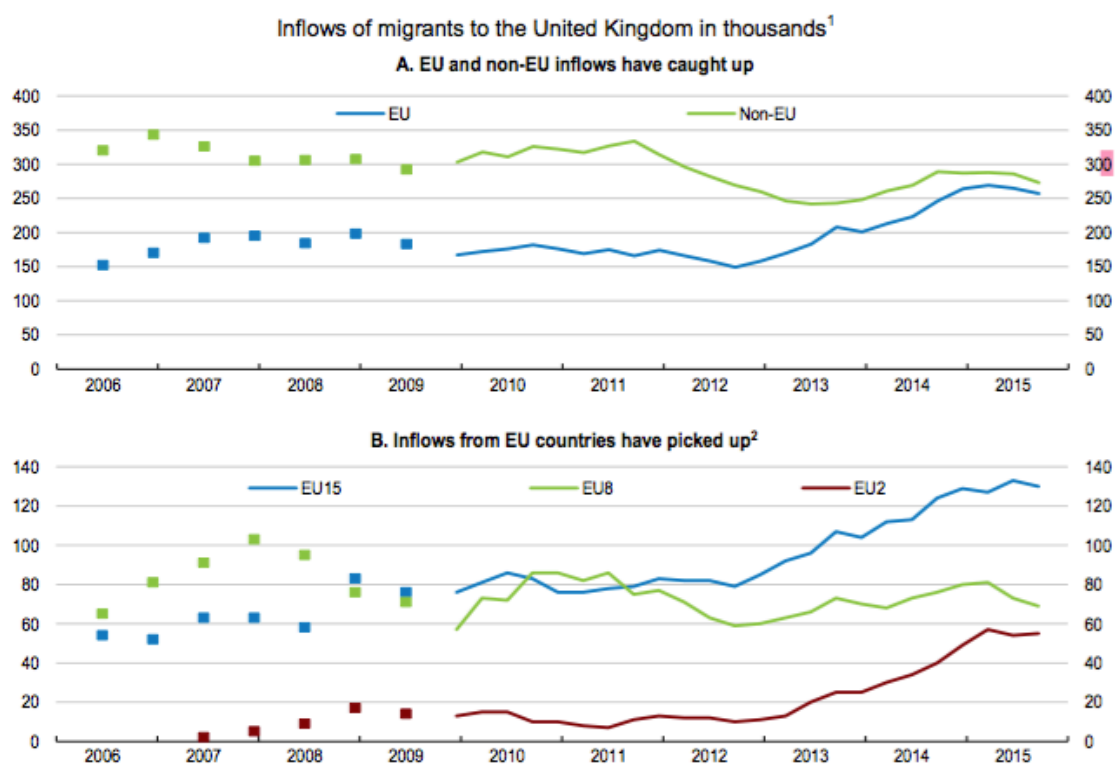 Inflows of migrants to the United Kingdom in thousands¹
A. EU and non-EU inflows have caught up
400 400
EU Non-EU
350 350
300 300
250 250
200 200
150 150
100 100
50 50
0 0
2006 2007 2008 2009 2010 2011 2012 2013 2014 2015
B. Inflows from EU countries have picked up²
140 140
EU15 EU8 EU2
120 120
100 100
80 80
60 60
40 40
20 20
0 0
2006 2007 2008 2009 2010 2011 2012 2013 2014 2015